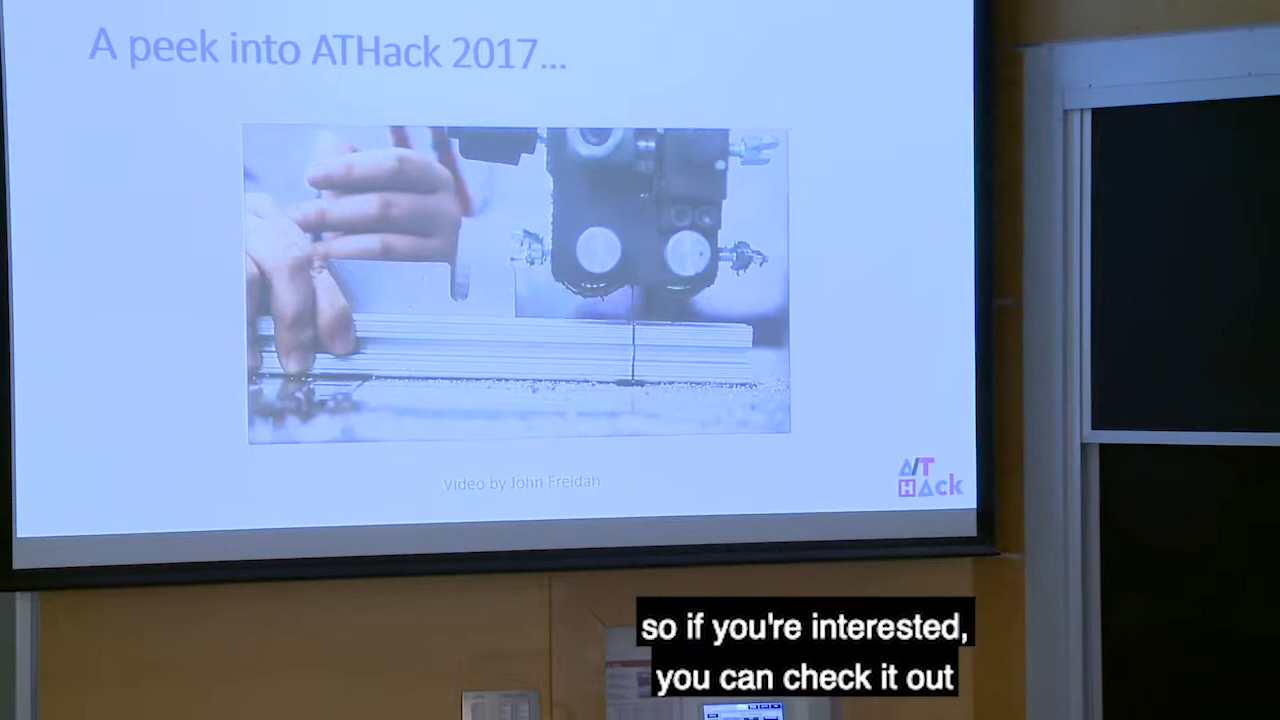 A peek into ATHack 2017...
Video by John Freidah
A/T
HAck
so if you're interested,
you can check it out